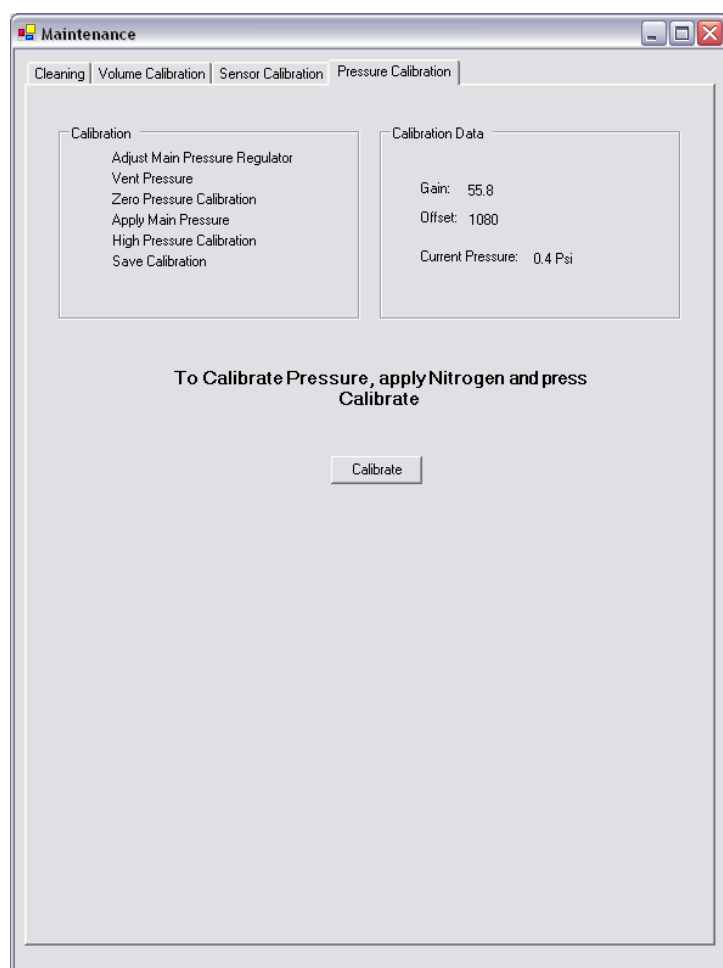 Maintenance
Cleaning
Volume Calibration
Sensor Calibration
Pressure Calibration
Calibration
Adjust Main Pressure Regulator
Vent Pressure
Zero Pressure Calibration
Apply Main Pressure
High Pressure Calibration
Save Calibration
Calibration Data
Gain: 55.8
Offset: 1080
Current Pressure: 0.4 Psi
To Calibrate Pressure, apply Nitrogen and press
Calibrate
Calibrate